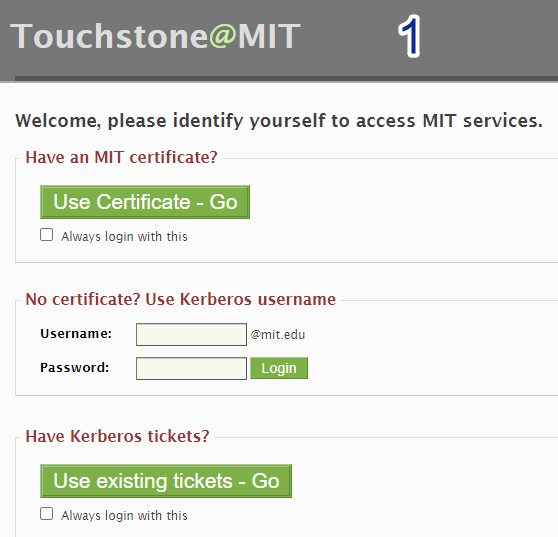 Touchstone@MIT
1
Welcome, please identify yourself to access MIT services.
Have an MIT certificate?
Use Certificate - Go
Always login with this
No certificate? Use Kerberos username
Username: @mit.edu
Password: Login
Have Kerberos tickets?
Use existing tickets - Go
Always login with this